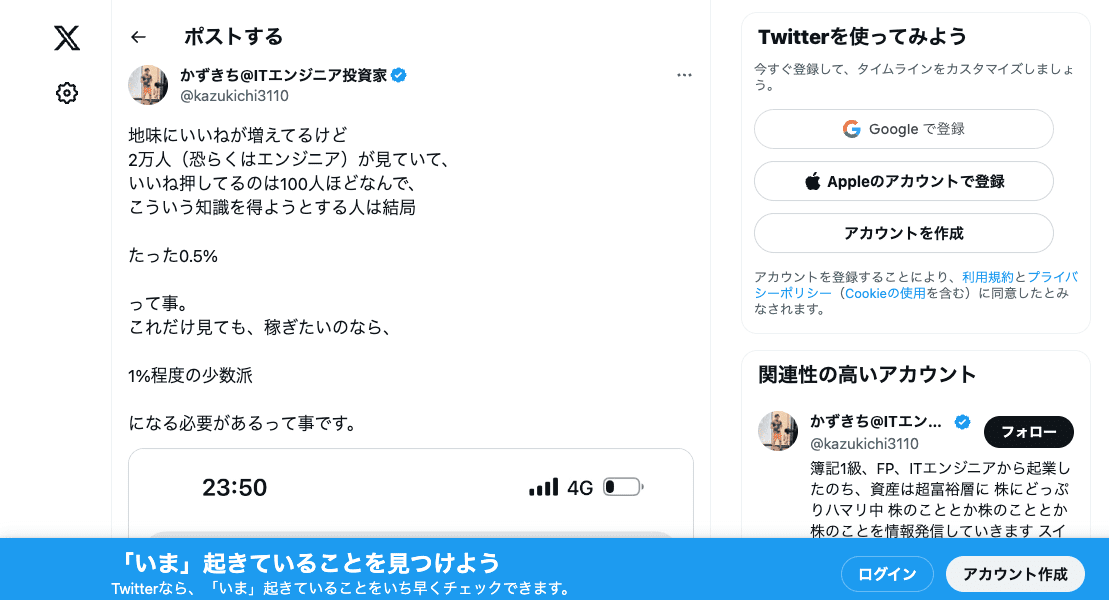 ポストする
かずきち@ITエンジニア投資家
@kazukichi3110
地味にいいねが増えてるけど
2万人（恐らくはエンジニア）が見ていて、
いいね押してるのは100人ほどなんで、
こういう知識を得ようとする人は結局
たった0.5%
って事。
これだけ見ても、稼ぎたいのなら、
1%程度の少数派
になる必要があるって事です。
23:50
4G
Twitterを使ってみよう
今すぐ登録して、タイムラインをカスタマイズしましょ
う。
Google で登録
Appleのアカウントで登録
アカウントを作成
アカウントを登録することにより、利用規約とプライバ
シーポリシー（Cookieの使用を含む）に同意したとみ
なされます。
関連性の高いアカウント
かずきち@ITエン...
フォロー
@kazukichi3110
簿記1級、FP、ITエンジニアから起業し
たのち、資産は超富裕層に 株にどっぷ
りハマり中 株のこととか株のこととか
株のことを情報発信していきます スイ
「いま」起きていることを見つけよう
Twitterなら、「いま」起きていることをいち早くチェックできます。
ログイン
アカウント作成